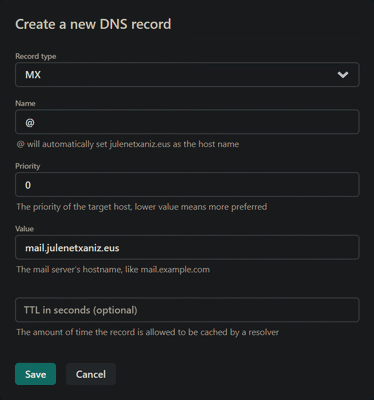 Create a new DNS record
Record type
MX
Name
@
@ will automatically set julenetxaniz.eus as the host name
Priority
0
The priority of the target host, lower value means more preferred
Value
mail.julenetxaniz.eus
The mail server's hostname, like mail.example.com
TTL in seconds (optional)
The amount of time the record is allowed to be cached by a resolver
Save
Cancel